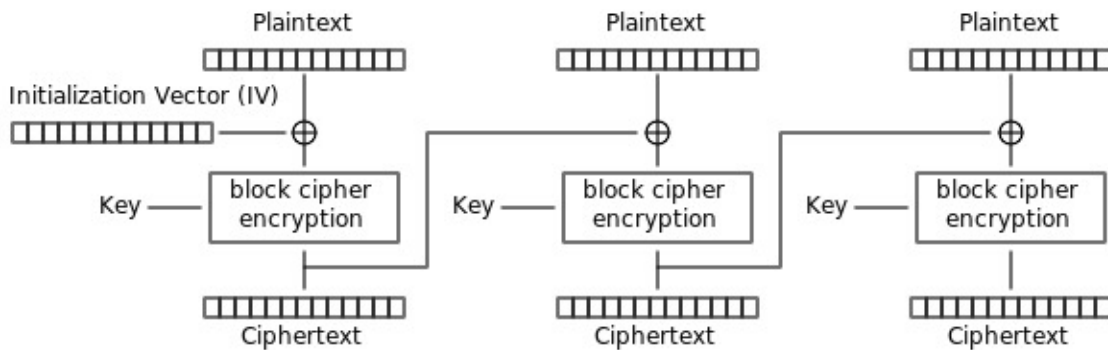 Plaintext
Plaintext
Plaintext
Initialization Vector (IV)
Key
block cipher
encryption
Key
block cipher
encryption
Key
block cipher
encryption
Ciphertext
Ciphertext
Ciphertext